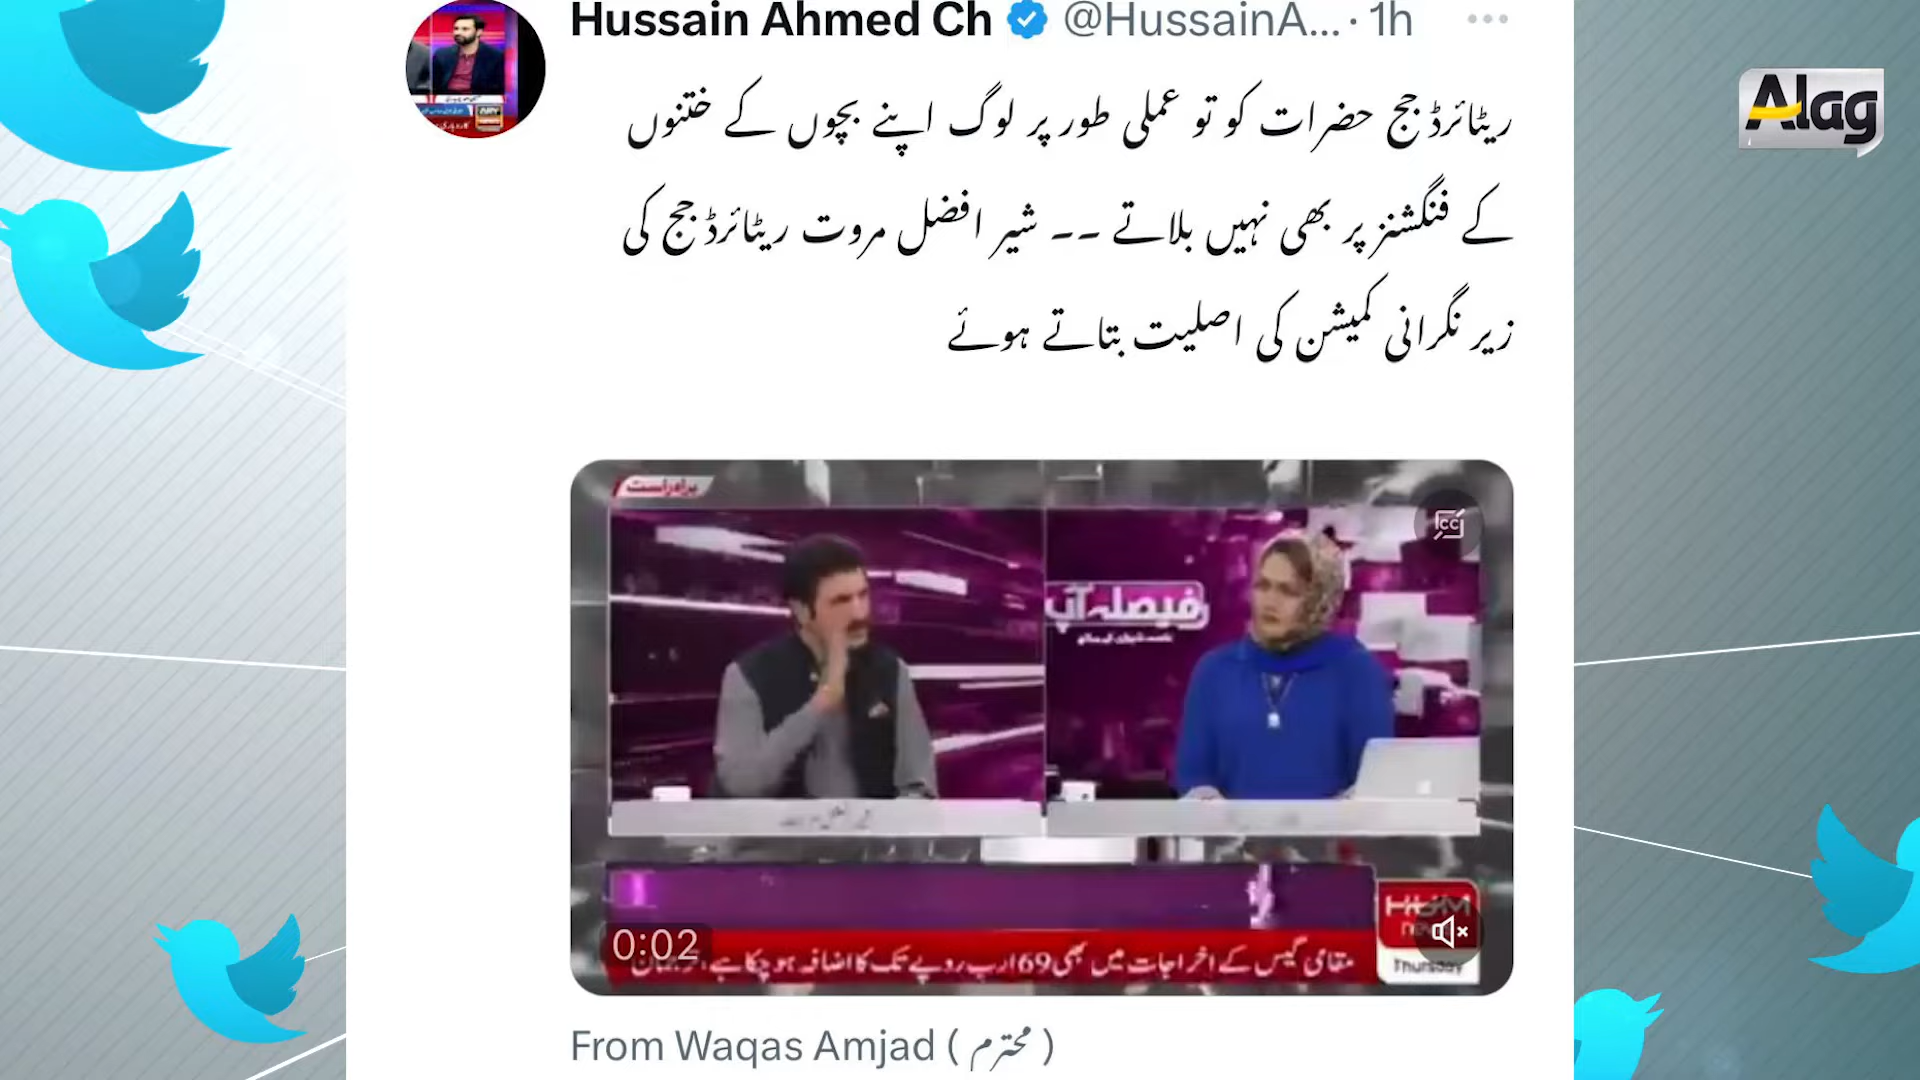 Hussain Ahmed Ch @HussainA... · 1h
Alag
ریٹائرڈ جج حضرات کو تو عملی طور پر لوگ اپنے بچوں کے ختنوں
کے فنگشنز پر بھی نہیں بلاتے -- شیر افضل مروت ریٹائرڈ جج کی
زیر نگرانی کمیشن کی اصلیت بتاتے ہوئے
براہ راست
CC
فیصلہ آپ کا
HUM
news
0:02
مقامی گیس کے اخراجات میں بھی 69 ارب روپے تک کا اضافہ ہو چکا ہے
Thursday
From Waqas Amjad ( محترم )